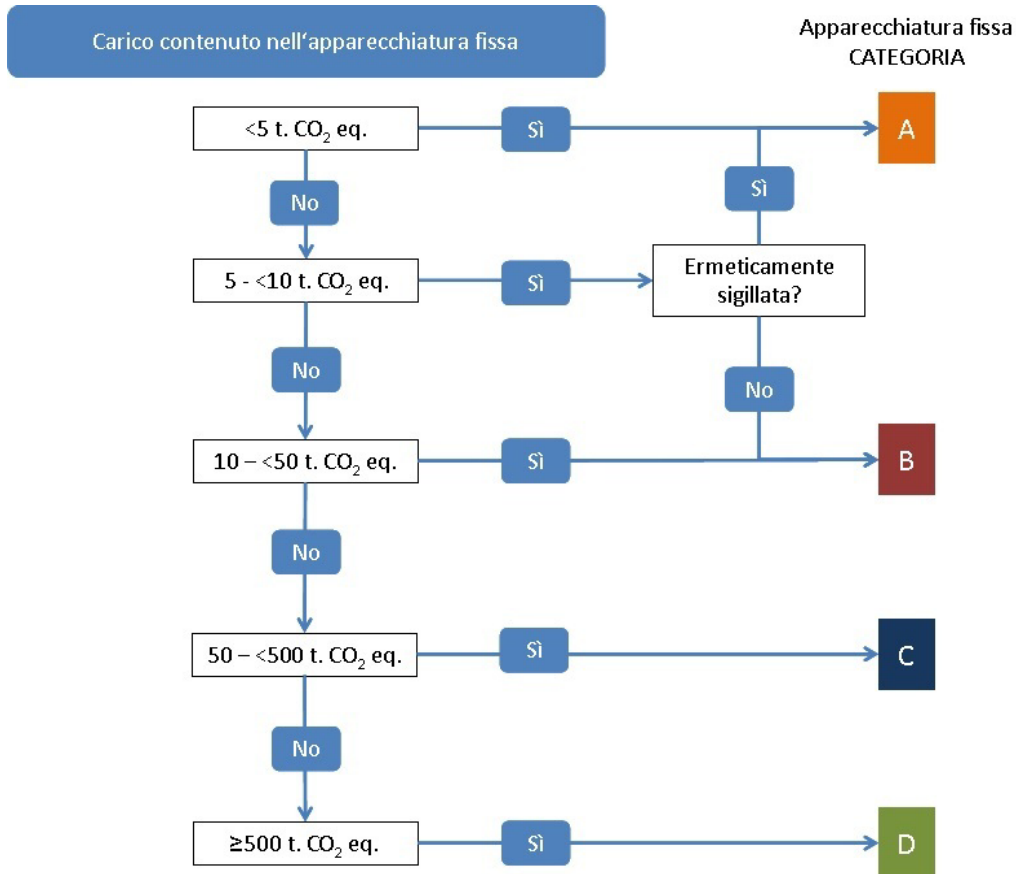 Carico contenuto nell'apparecchiatura fissa
Apparecchiatura fissa
CATEGORIA
<5 t. CO₂ eq.
Sì
A
No
Sì
5 - <10 t. CO₂ eq.
Sì
Ermeticamente
sigillata?
No
No
10 – <50 t. CO₂ eq.
Sì
B
No
50 – <500 t. CO₂ eq.
Sì
C
No
≥500 t. CO₂ eq.
Sì
D